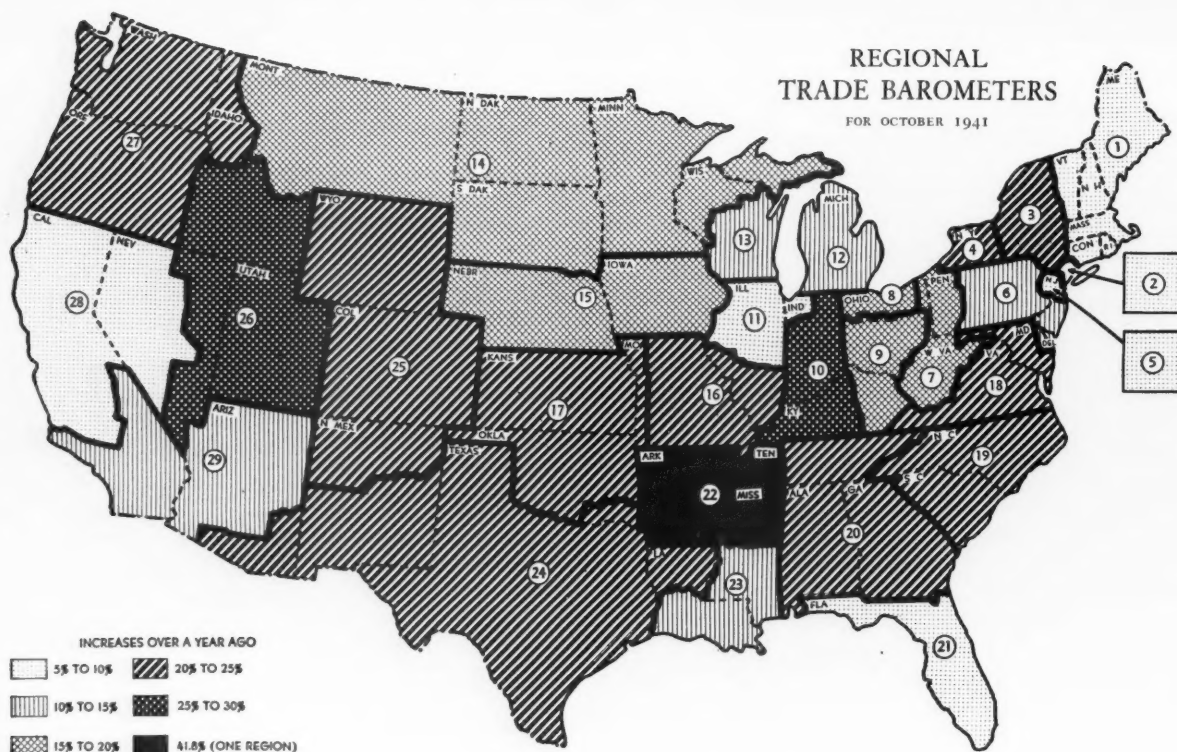 REGIONAL
TRADE BAROMETERS
FOR OCTOBER 1941
WASH
MONT
N DAK
MINN
ME
ORE
IDAHO
27
14
S DAK
WIS
MICH
VT
N H
1
MASS
CON
R I
3
N Y
4
WYO
13
12
2
CAL
NEV
NEBR
IOWA
15
ILL
IND
OHIO
8
PEN
6
N J
5
28
UTAH
26
COL
25
11
10
9
W VA
7
MD
DEL
VA
18
KANS
MO
17
16
KY
ARIZ
29
N MEX
OKLA
TEXAS
ARK
TEN
N C
19
S C
22
MISS
ALA
GA
20
24
LA
23
FLA
21
INCREASES OVER A YEAR AGO
5% TO 10%
20% TO 25%
10% TO 15%
25% TO 30%
15% TO 20%
41.8% (ONE REGION)